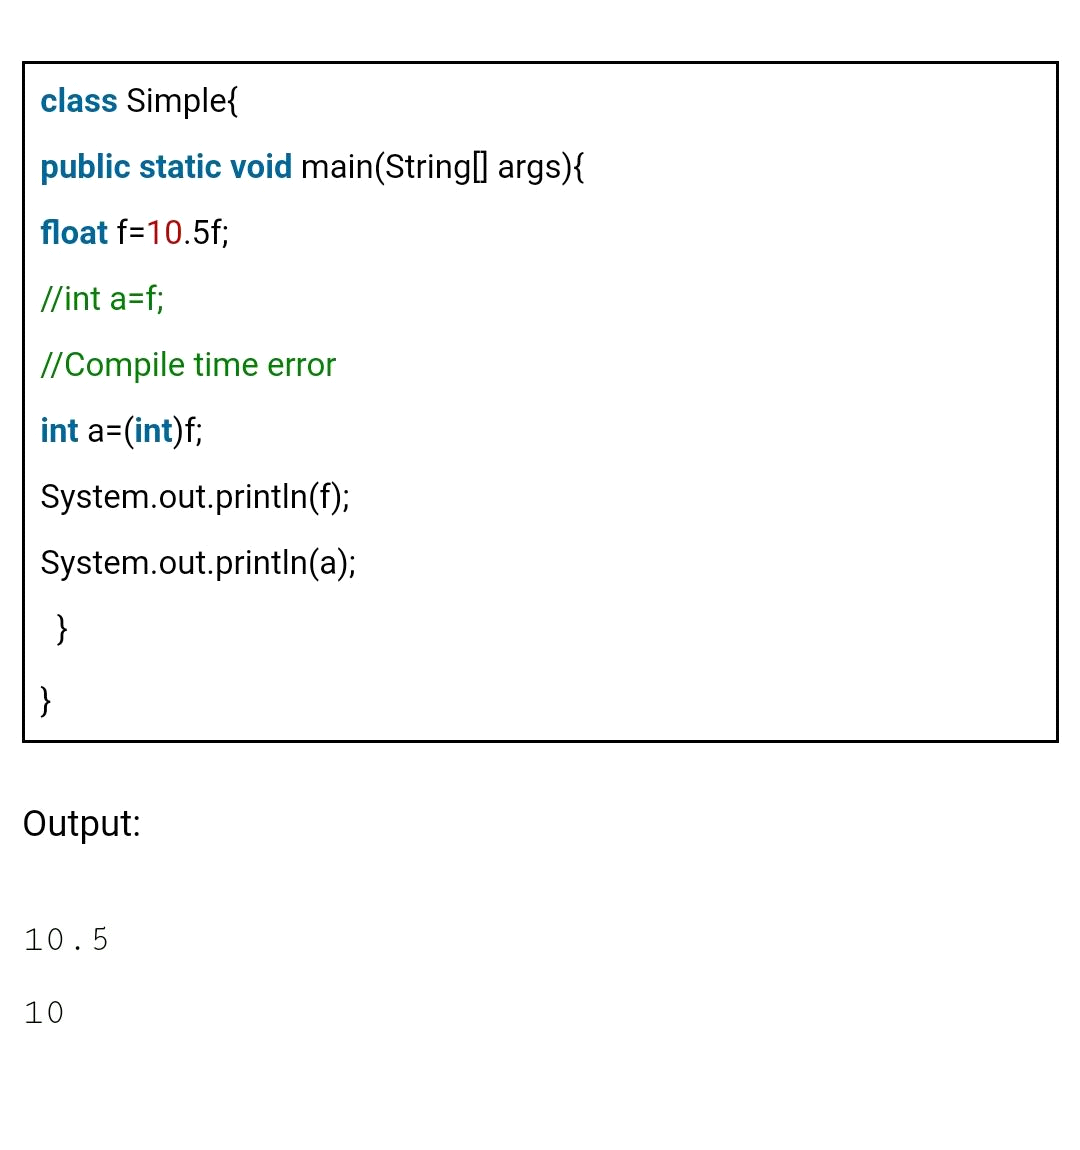 class Simple{
public static void main(String[] args){
float f=10.5f;
//int a=f;
//Compile time error
int a=(int)f;
System.out.println(f);
System.out.println(a);
}
}
Output:
10.5
10